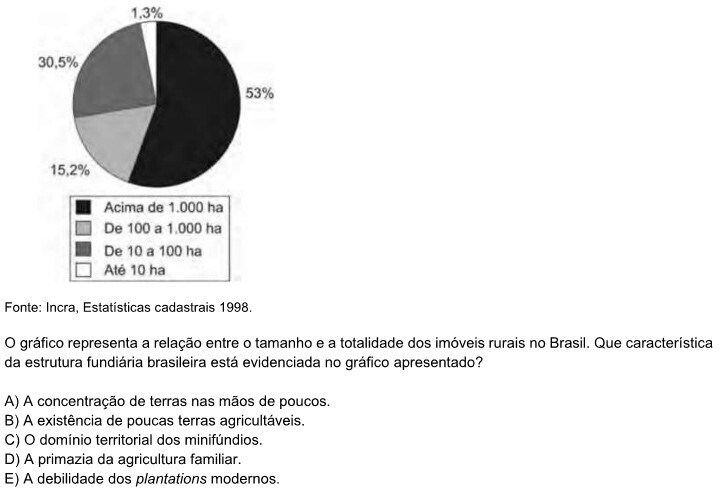 1,3%
30,5%
53%
15,2%
Acima de 1.000 ha
De 100 a 1.000 ha
De 10 a 100 ha
Até 10 ha
Fonte: Incra, Estatísticas cadastrais 1998.
O gráfico representa a relação entre o tamanho e a totalidade dos imóveis rurais no Brasil. Que característica
da estrutura fundiária brasileira está evidenciada no gráfico apresentado?
A) A concentração de terras nas mãos de poucos.
B) A existência de poucas terras agricultáveis.
C) O domínio territorial dos minifúndios.
D) A primazia da agricultura familiar.
E) A debilidade dos plantations modernos.